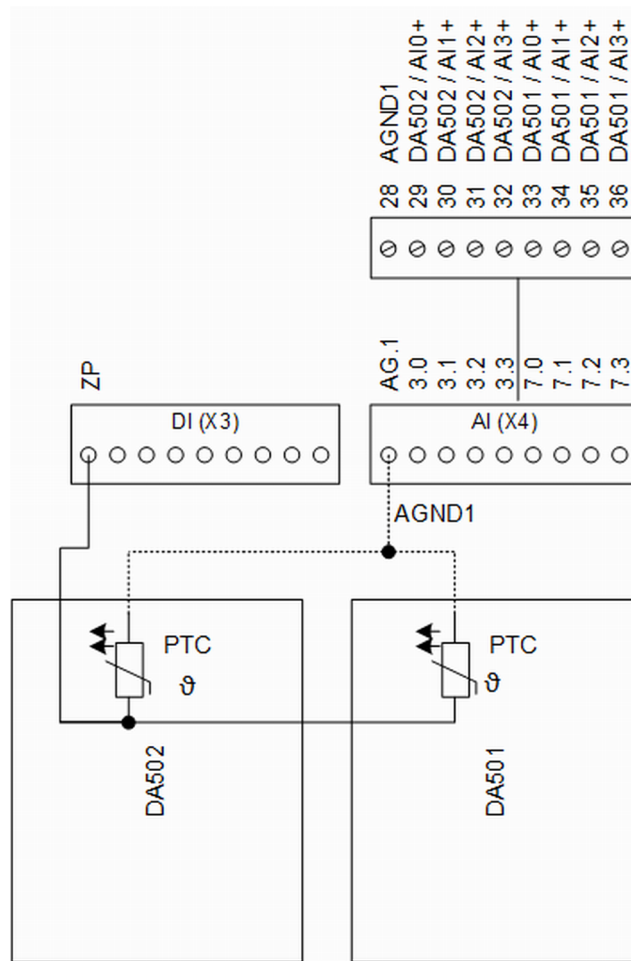 AGND1
DA502 / AI0+
DA502 / AI1+
DA502 / AI2+
DA502 / AI3+
DA501 / AI0+
DA501 / AI1+
DA501 / AI2+
DA501 / AI3+
28
29
30
31
32
33
34
35
36
ZP
AG.1
3.0
3.1
3.2
3.3
7.0
7.1
7.2
7.3
DI (X3)
AI (X4)
AGND1
PTC
PTC
ϑ
ϑ
DA502
DA501